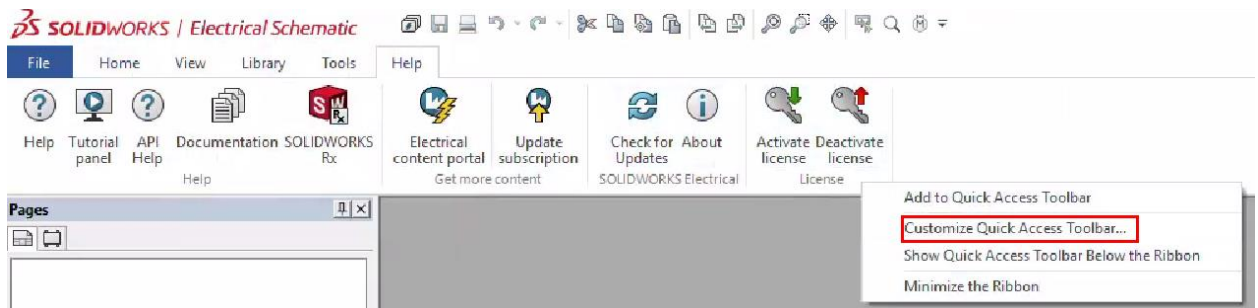 SOLIDWORKS | Electrical Schematic
File Home View Library Tools Help
Help Tutorial panel API Help Documentation SOLIDWORKS Rx
Help
Electrical content portal Update subscription
Get more content
Check for Updates About
SOLIDWORKS Electrical
Activate license Deactivate license
License
Pages
Add to Quick Access Toolbar
Customize Quick Access Toolbar...
Show Quick Access Toolbar Below the Ribbon
Minimize the Ribbon